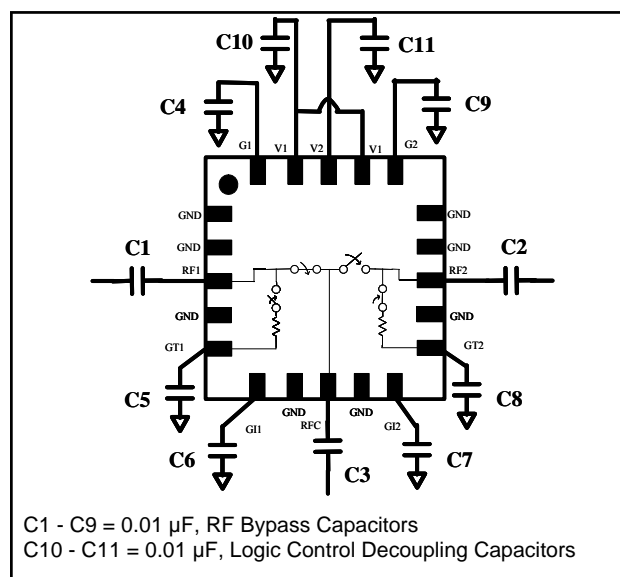 C10
C11
C4
C9
G1
V1
V2
V1
G2
GND
GND
GND
GND
C1
C2
RF1
RF2
GND
GND
GT1
GT2
C5
C8
GND
GND
GI1
RFC
GI2
C6
C7
C3
C1 - C9 = 0.01 µF, RF Bypass Capacitors
C10 - C11 = 0.01 µF, Logic Control Decoupling Capacitors